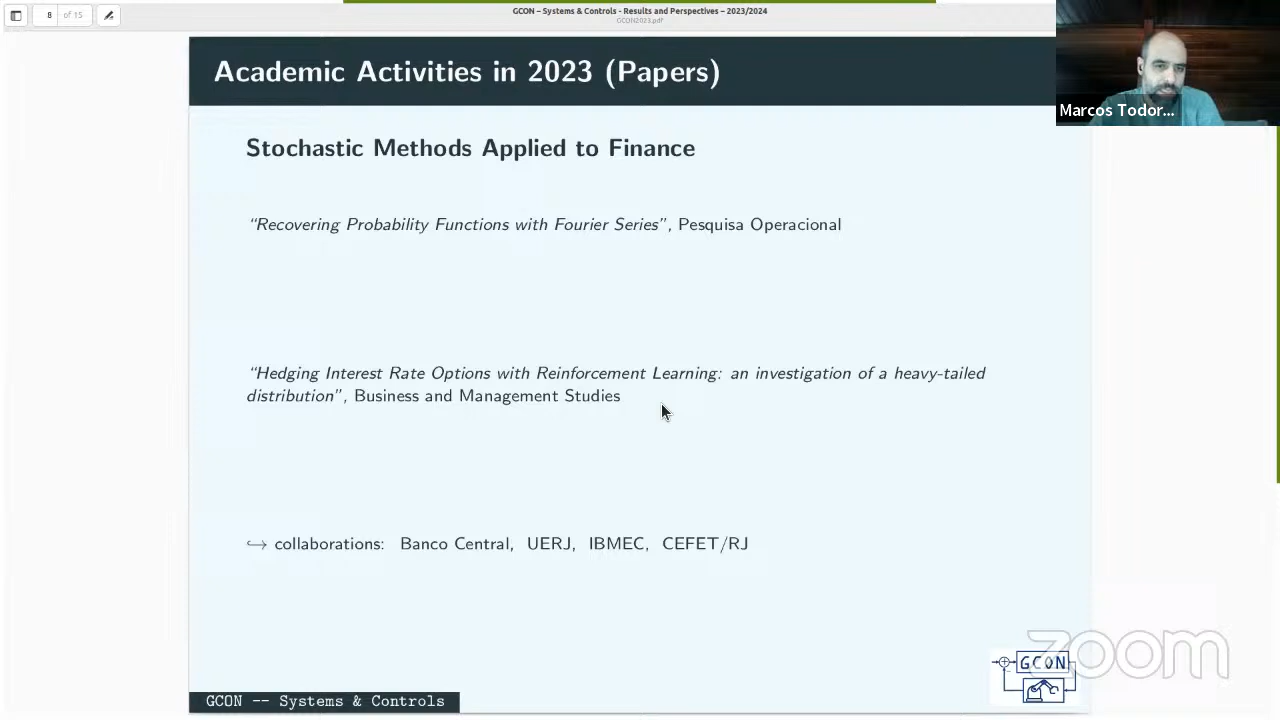 8 of 15
GCON – Systems & Controls - Results and Perspectives – 2023/2024
GCON2023.pdf
Marcos Todor...
Academic Activities in 2023 (Papers)
Stochastic Methods Applied to Finance
“Recovering Probability Functions with Fourier Series”, Pesquisa Operacional
“Hedging Interest Rate Options with Reinforcement Learning: an investigation of a heavy-tailed
distribution”, Business and Management Studies
↪ collaborations: Banco Central, UERJ, IBMEC, CEFET/RJ
zoom
GCON
GCON -- Systems & Controls